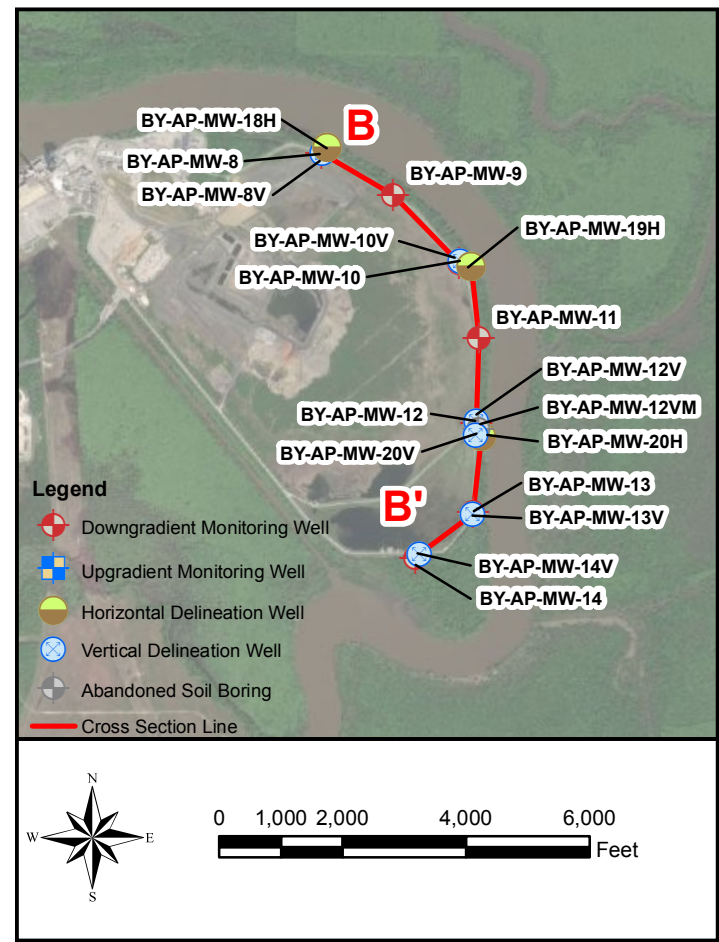 BY-AP-MW-18H
B
BY-AP-MW-8
BY-AP-MW-8V
BY-AP-MW-9
BY-AP-MW-10V
BY-AP-MW-19H
BY-AP-MW-10
BY-AP-MW-11
BY-AP-MW-12V
BY-AP-MW-12
BY-AP-MW-12VM
BY-AP-MW-20V
BY-AP-MW-20H
BY-AP-MW-13
B'
BY-AP-MW-13V
BY-AP-MW-14V
BY-AP-MW-14
Legend
Downgradient Monitoring Well
Upgradient Monitoring Well
Horizontal Delineation Well
Vertical Delineation Well
Abandoned Soil Boring
Cross Section Line
N
W E
S
0 1,000 2,000 4,000 6,000
Feet